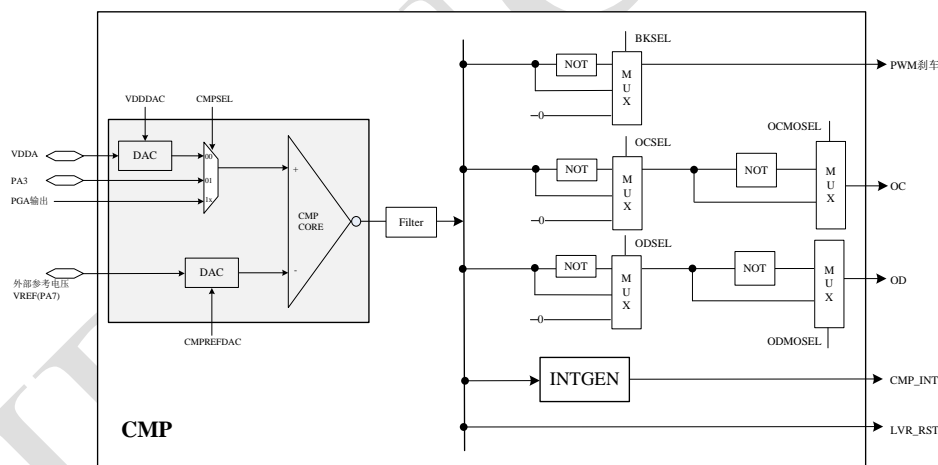 BKSEL
NOT
M
U
X
PWM刹车
0
VDDDAC
CMPSEL
OCSEL
OCMOSEL
VDDA
DAC
00
PA3
01
PGA输出
1x
+
CMP
CORE
-
Filter
NOT
M
U
X
NOT
M
U
X
OC
0
ODSEL
外部参考电压
VREF(PA7)
DAC
CMPREFDAC
NOT
M
U
X
NOT
M
U
X
OD
0
ODMOSEL
INTGEN
CMP_INT
CMP
LVR_RST